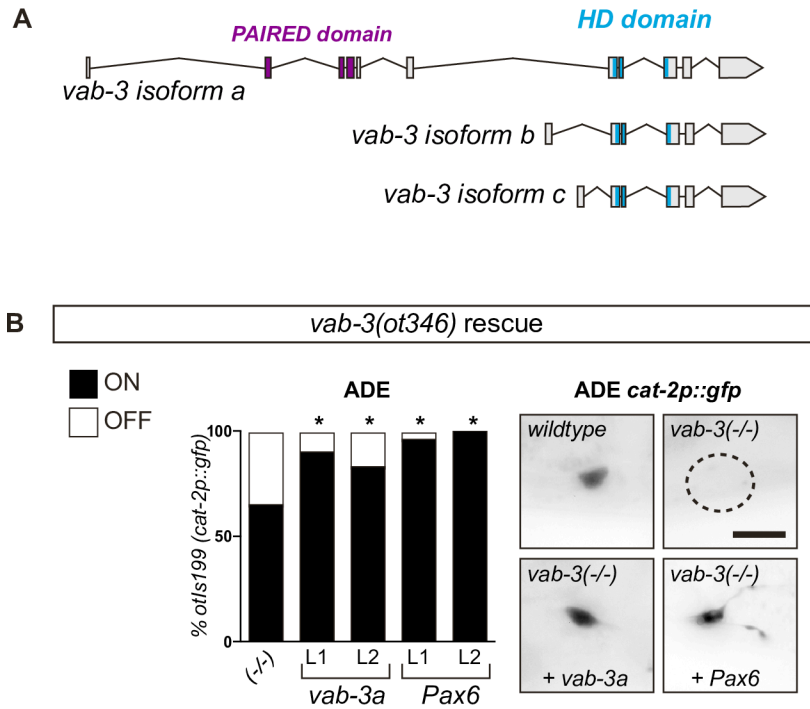 A
PAIRED domain
HD domain
vab-3 isoform a
vab-3 isoform b
vab-3 isoform c
B
vab-3(ot346) rescue
ON
OFF
ADE
ADE cat-2p::gfp
% otIs199 (cat-2p::gfp)
100
50
0
* * * *
(-/-)
L1 L2 L1 L2
vab-3a Pax6
wildtype
vab-3(-/-)
vab-3(-/-)
+ vab-3a
vab-3(-/-)
+ Pax6